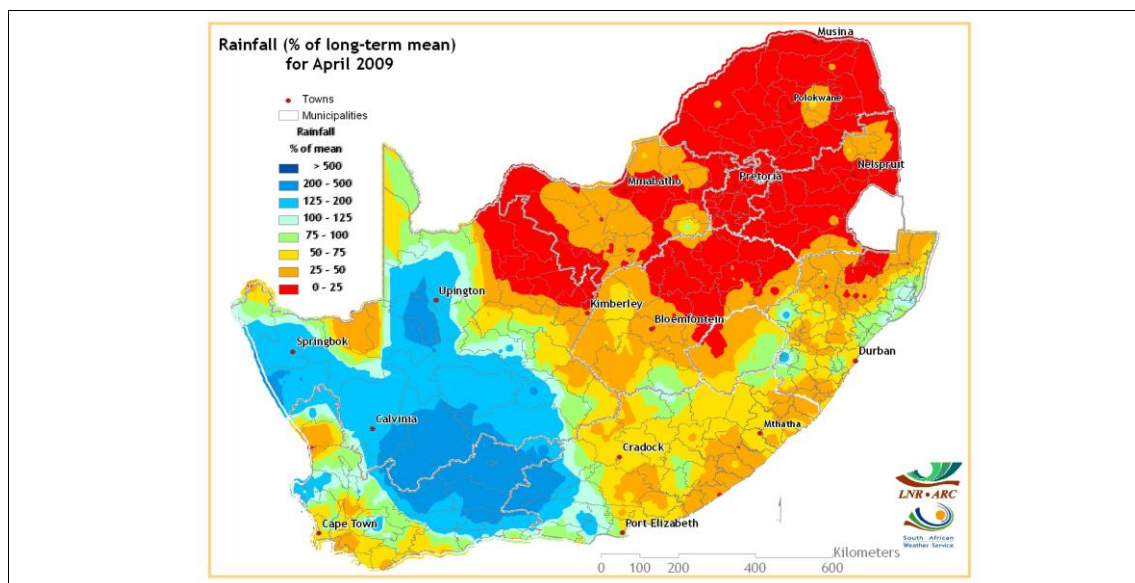 Rainfall (% of long-term mean)
for April 2009
Towns
Municipalities
Rainfall
% of mean
> 500
200 - 500
125 - 200
100 - 125
75 - 100
50 - 75
25 - 50
0 - 25
Musina
Polokwane
Nelspruit
Pretoria
Mmabatho
Upington
Kimberley
Bloemfontein
Springbok
Durban
Calvinia
Mthatha
Cradock
Cape Town
Port-Elizabeth
LNR•ARC
South African
Weather Service
Kilometers
0 100 200 400 600